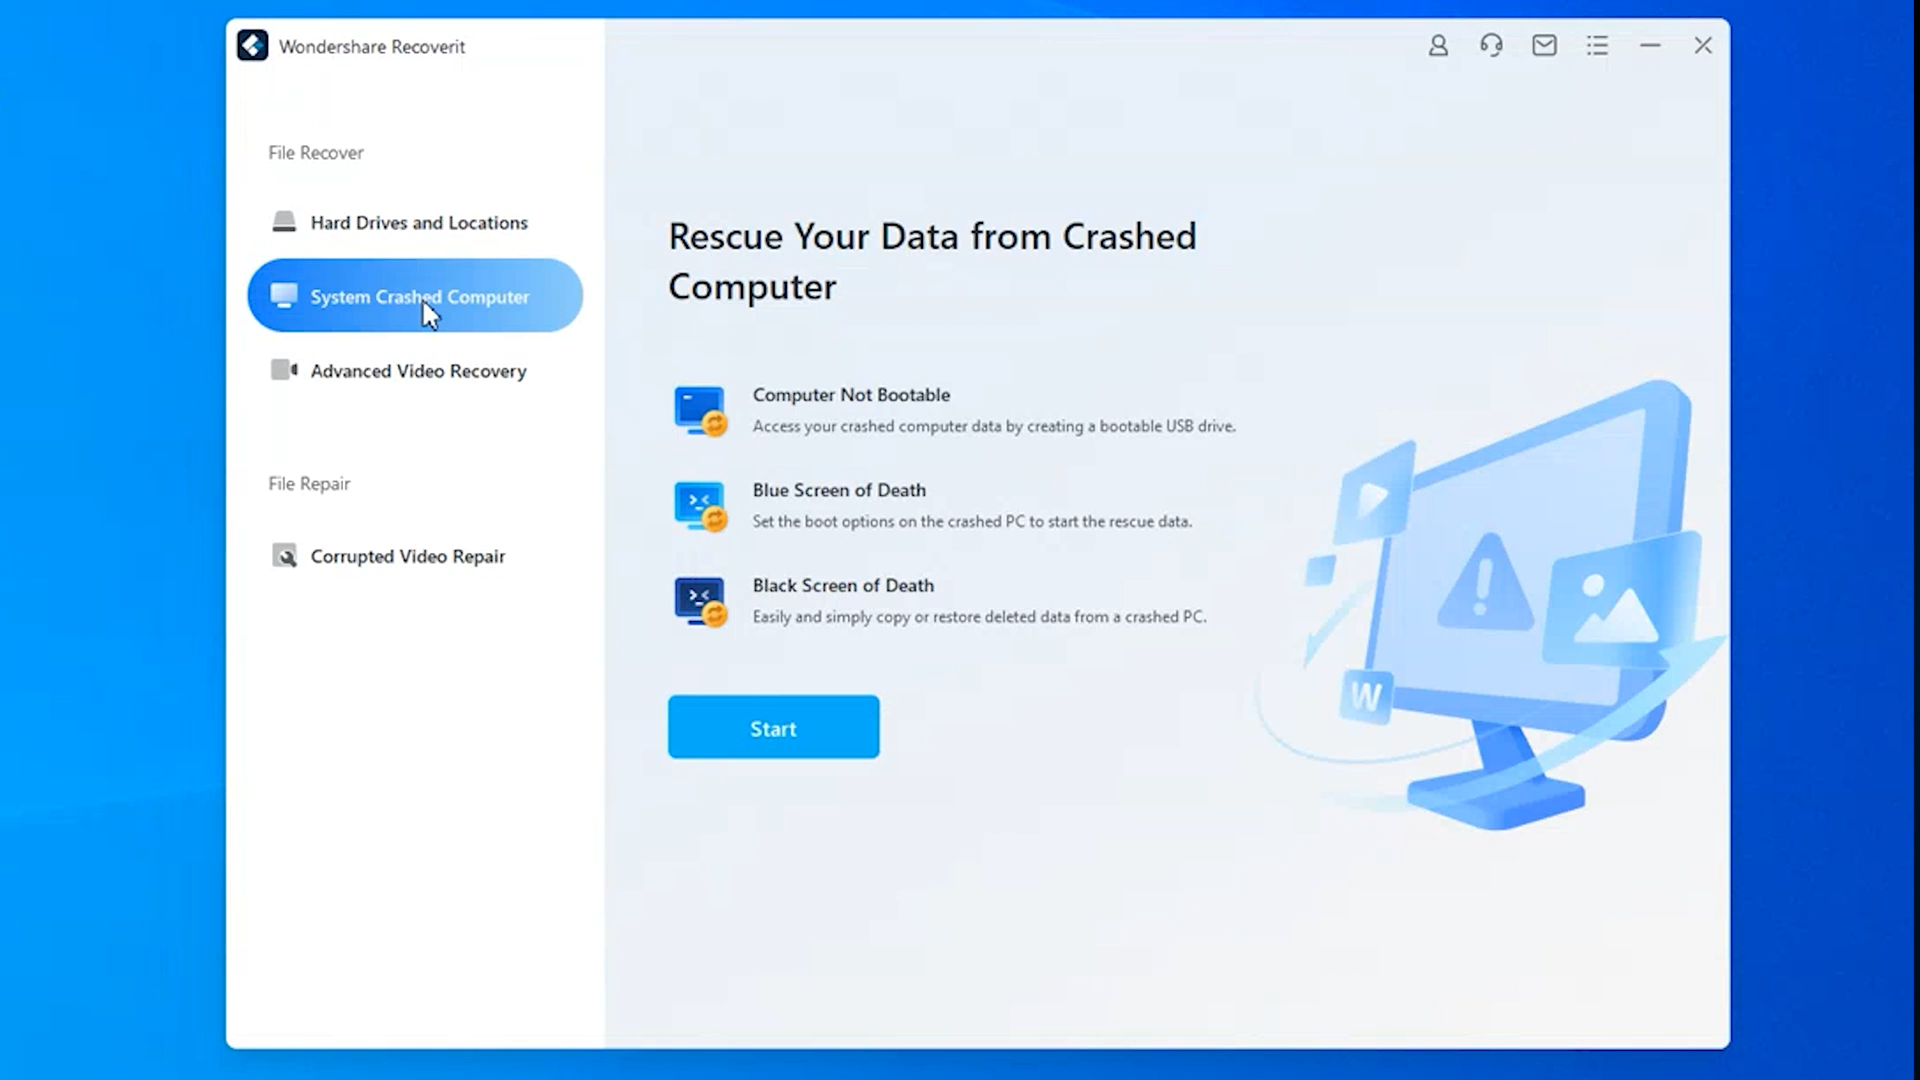 Wondershare Recoverit
File Recover
Hard Drives and Locations
System Crashed Computer
Advanced Video Recovery
File Repair
Corrupted Video Repair
Rescue Your Data from Crashed
Computer
Computer Not Bootable
Access your crashed computer data by creating a bootable USB drive.
Blue Screen of Death
Set the boot options on the crashed PC to start the rescue data.
Black Screen of Death
Easily and simply copy or restore deleted data from a crashed PC.
Start
W